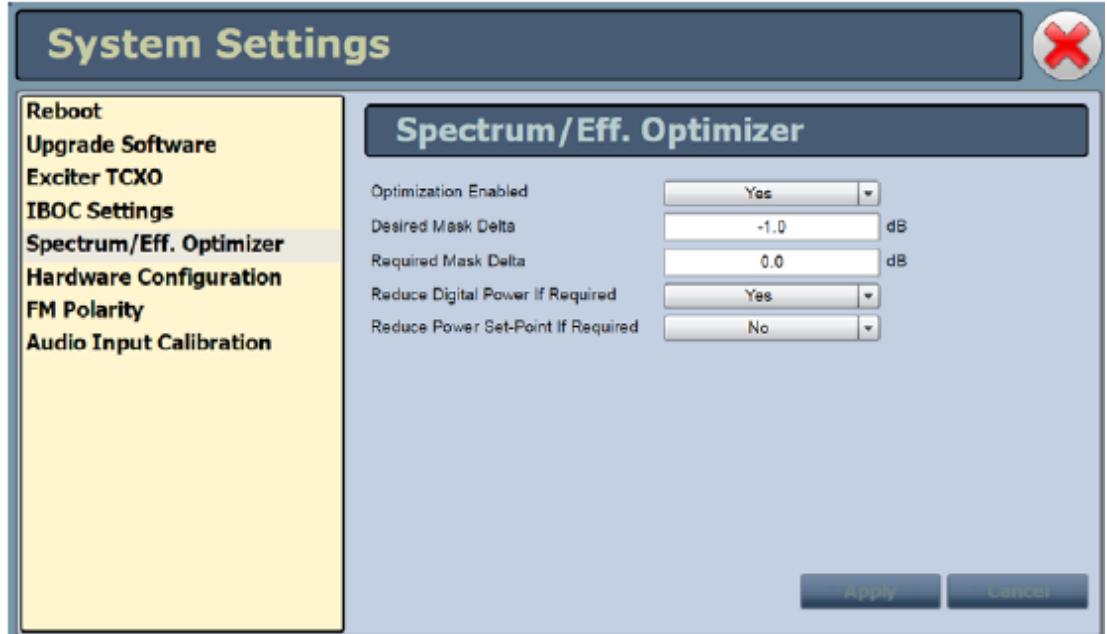 System Settings
Reboot
Upgrade Software
Exciter TCXO
IBOC Settings
Spectrum/Eff. Optimizer
Hardware Configuration
FM Polarity
Audio Input Calibration
Spectrum/Eff. Optimizer
Optimization Enabled Yes
Desired Mask Delta -1.0 dB
Required Mask Delta 0.0 dB
Reduce Digital Power If Required Yes
Reduce Power Set-Point If Required No
Apply Cancel